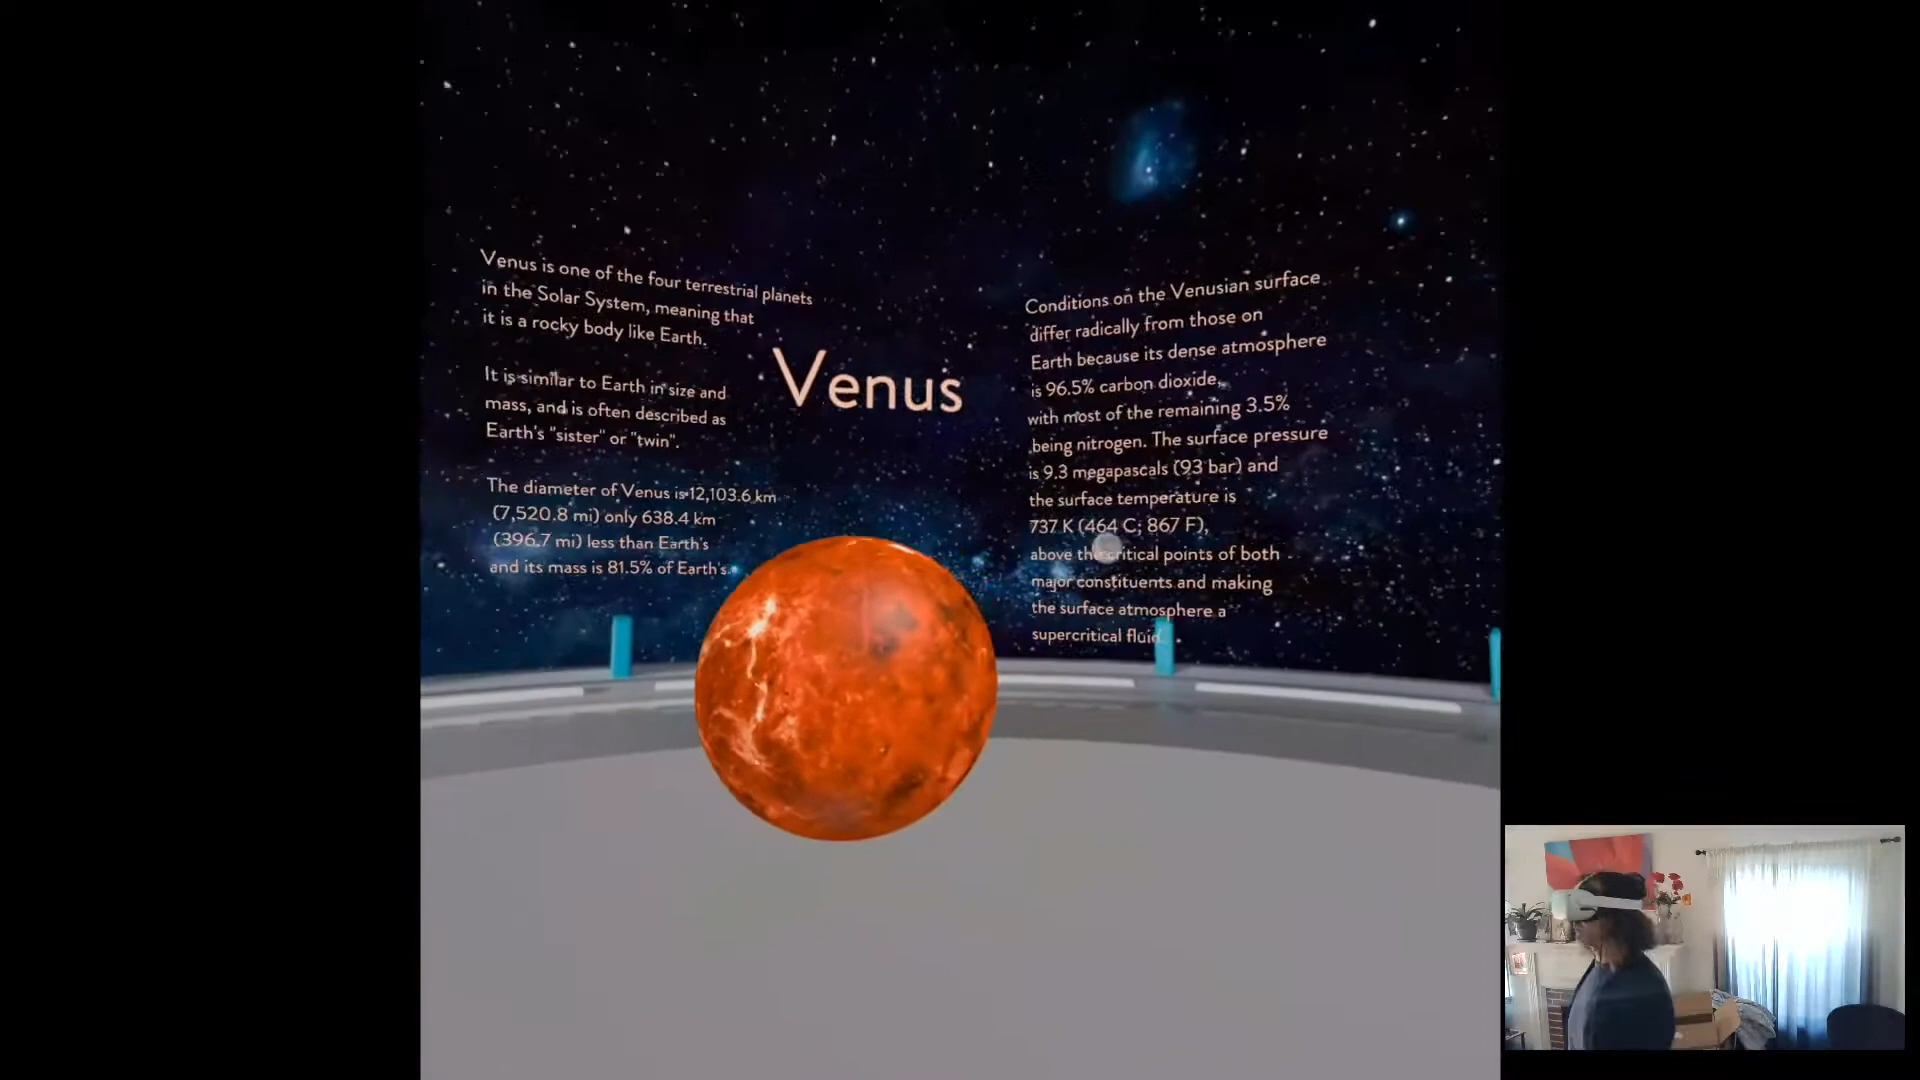 Venus is one of the four terrestrial planets
in the Solar System, meaning that
it is a rocky body like Earth.
It is similar to Earth in size and
mass, and is often described as
Earth's "sister" or "twin".
The diameter of Venus is 12,103.6 km
(7,520.8 mi) only 638.4 km
(396.7 mi) less than Earth's
and its mass is 81.5% of Earth's.
Venus
Conditions on the Venusian surface
differ radically from those on
Earth because its dense atmosphere
is 96.5% carbon dioxide,
with most of the remaining 3.5%
being nitrogen. The surface pressure
is 9.3 megapascals (93 bar) and
the surface temperature is
737 K (464 C; 867 F),
above the critical points of both
major constituents and making
the surface atmosphere a
supercritical fluid.